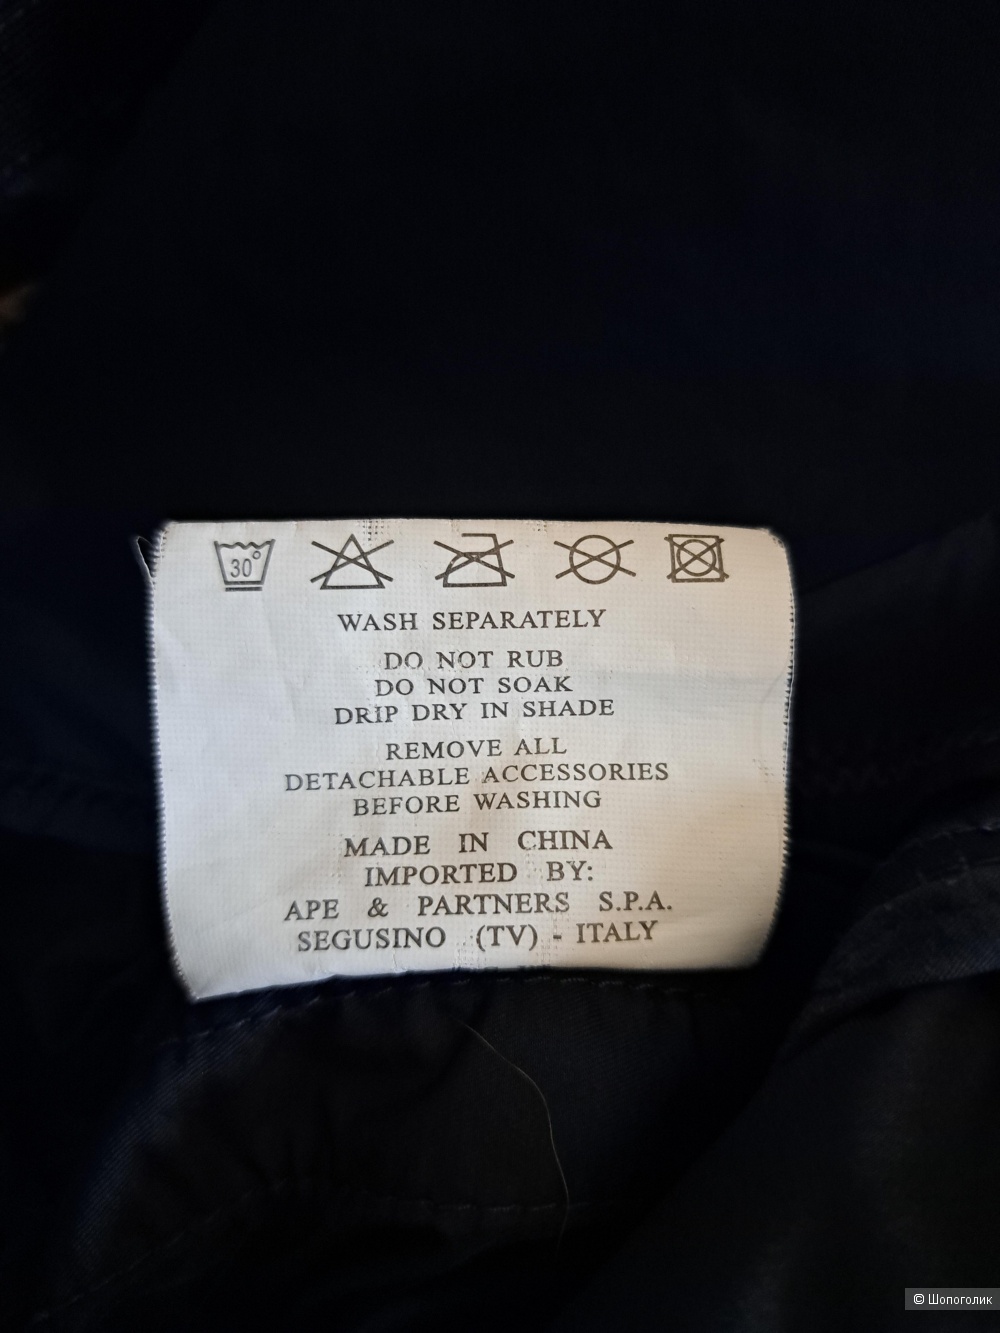 30°
WASH SEPARATELY
DO NOT RUB
DO NOT SOAK
DRIP DRY IN SHADE
REMOVE ALL
DETACHABLE ACCESSORIES
BEFORE WASHING
MADE IN CHINA
IMPORTED BY:
APE & PARTNERS S.P.A.
SEGUSINO (TV) - ITALY
© Шопоголик